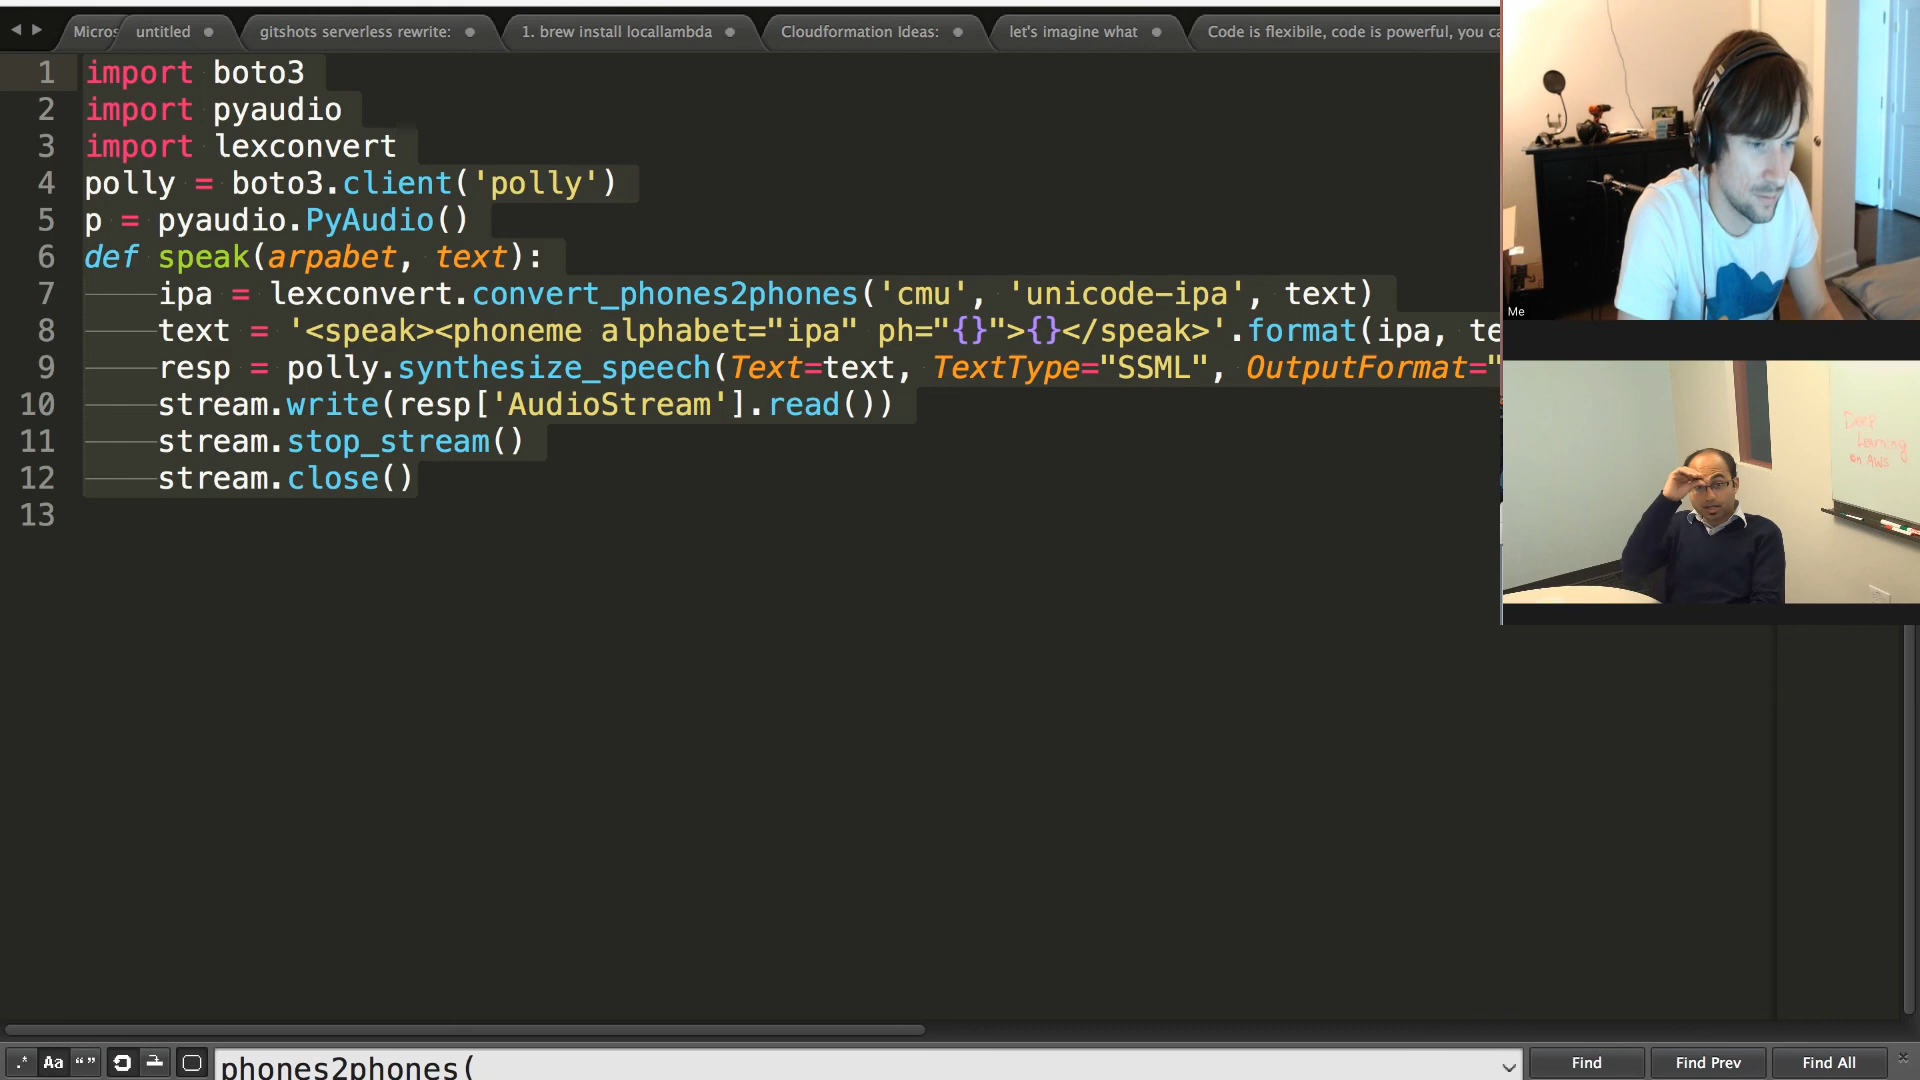 Micros
untitled
gitshots serverless rewrite:
1. brew install locallambda
Cloudformation Ideas:
let's imagine what
Code is flexibile, code is powerful, you ca
1 import boto3
2 import pyaudio
3 import lexconvert
4 polly = boto3.client('polly')
5 p = pyaudio.PyAudio()
6 def speak(arpabet, text):
7 ipa = lexconvert.convert_phones2phones('cmu', 'unicode-ipa', text)
8 text = '<speak><phoneme alphabet="ipa" ph="{}">{}</speak>'.format(ipa, te
9 resp = polly.synthesize_speech(Text=text, TextType="SSML", OutputFormat="
10 stream.write(resp['AudioStream'].read())
11 stream.stop_stream()
12 stream.close()
13
Me
Deep
Learning
on AWS
.* Aa “ ”
phones2phones(
Find
Find Prev
Find All